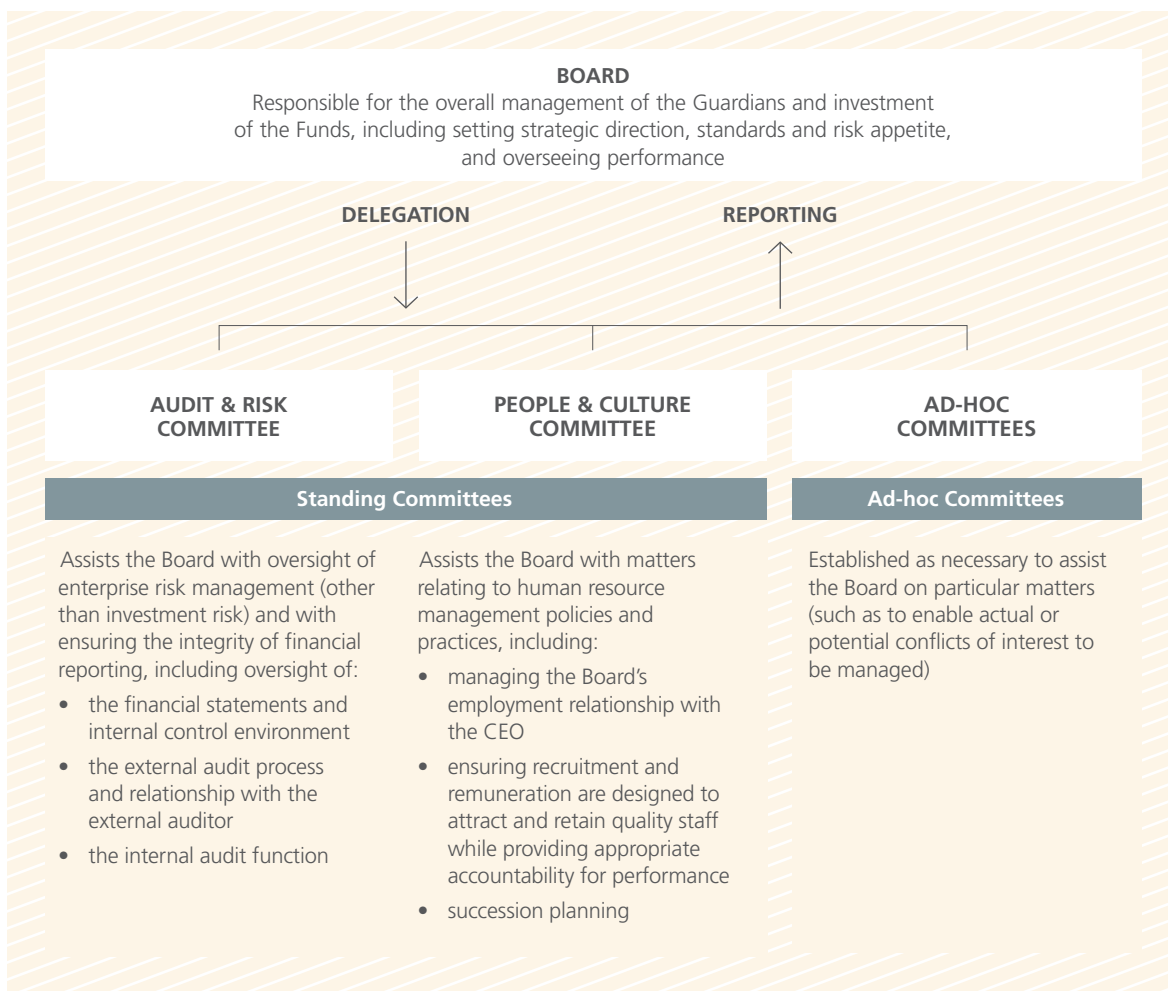 BOARD
Responsible for the overall management of the Guardians and investment
of the Funds, including setting strategic direction, standards and risk appetite,
and overseeing performance
DELEGATION
REPORTING
AUDIT & RISK
COMMITTEE
PEOPLE & CULTURE
COMMITTEE
AD-HOC
COMMITTEES
Standing Committees
Ad-hoc Committees
Assists the Board with oversight of
enterprise risk management (other
than investment risk) and with
ensuring the integrity of financial
reporting, including oversight of:
• the financial statements and
internal control environment
• the external audit process
and relationship with the
external auditor
• the internal audit function
Assists the Board with matters
relating to human resource
management policies and
practices, including:
• managing the Board’s
employment relationship with
the CEO
• ensuring recruitment and
remuneration are designed to
attract and retain quality staff
while providing appropriate
accountability for performance
• succession planning
Established as necessary to assist
the Board on particular matters
(such as to enable actual or
potential conflicts of interest to
be managed)